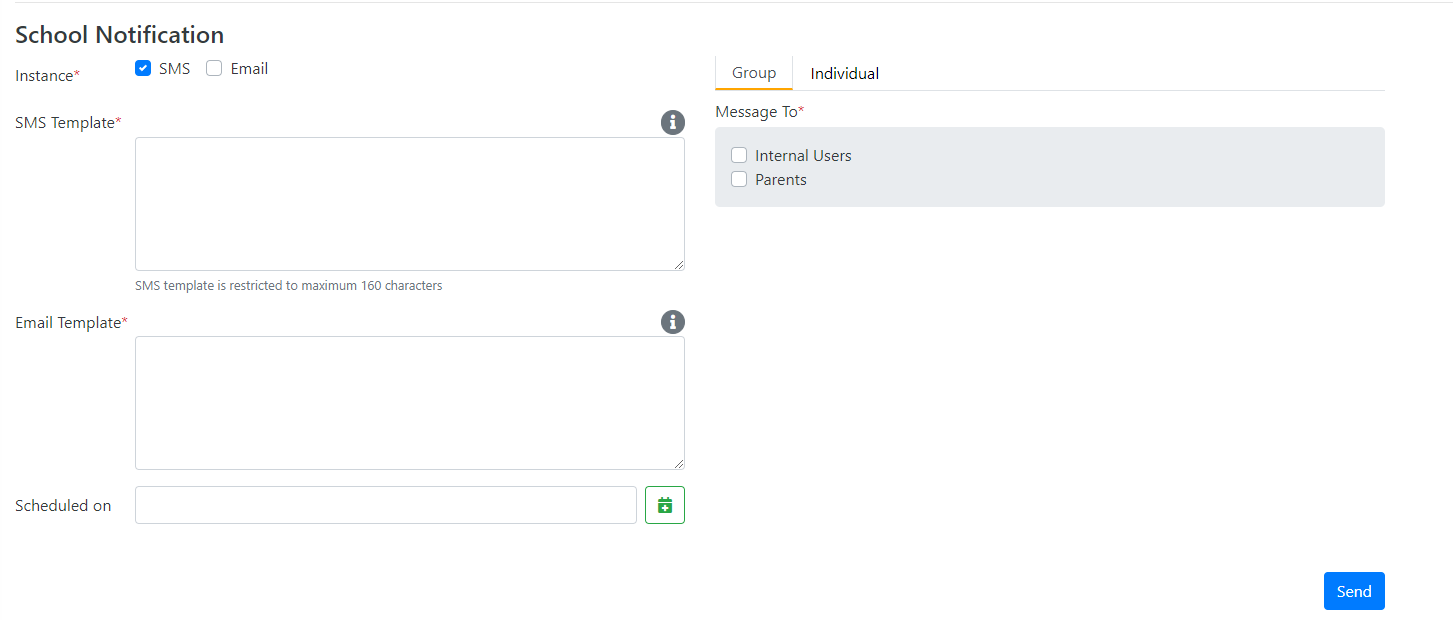 School Notification
Instance*
SMS
Email
SMS Template*
SMS template is restricted to maximum 160 characters
Email Template*
Scheduled on
Group
Individual
Message To*
Internal Users
Parents
Send